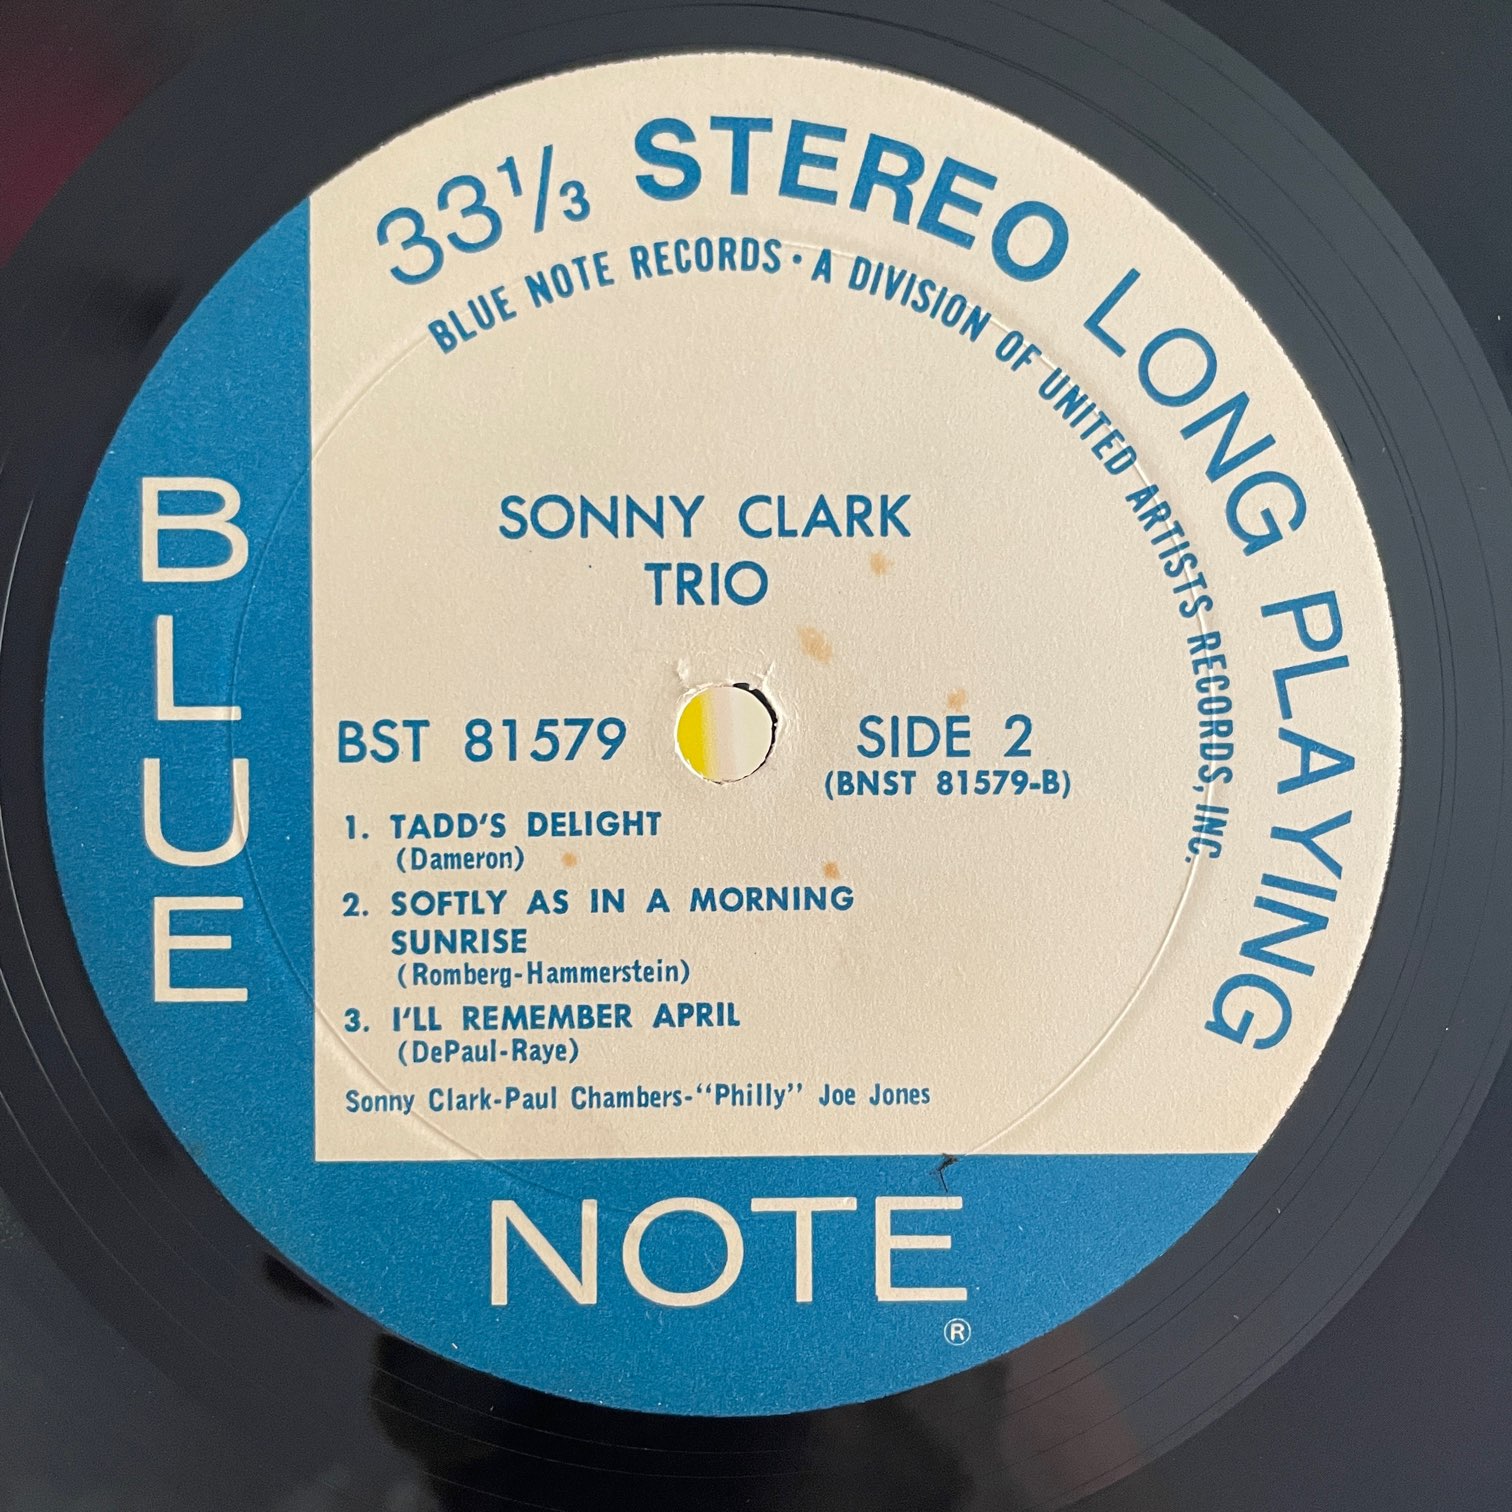 33⅓ STEREO LONG PLAYING
BLUE NOTE RECORDS · A DIVISION OF UNITED ARTISTS RECORDS, INC.
SONNY CLARK
TRIO
BST 81579
SIDE 2
(BNST 81579-B)
1. TADD'S DELIGHT
(Dameron)
2. SOFTLY AS IN A MORNING
SUNRISE
(Romberg-Hammerstein)
3. I'LL REMEMBER APRIL
(DePaul-Raye)
Sonny Clark-Paul Chambers-“Philly” Joe Jones
BLUE
NOTE
®